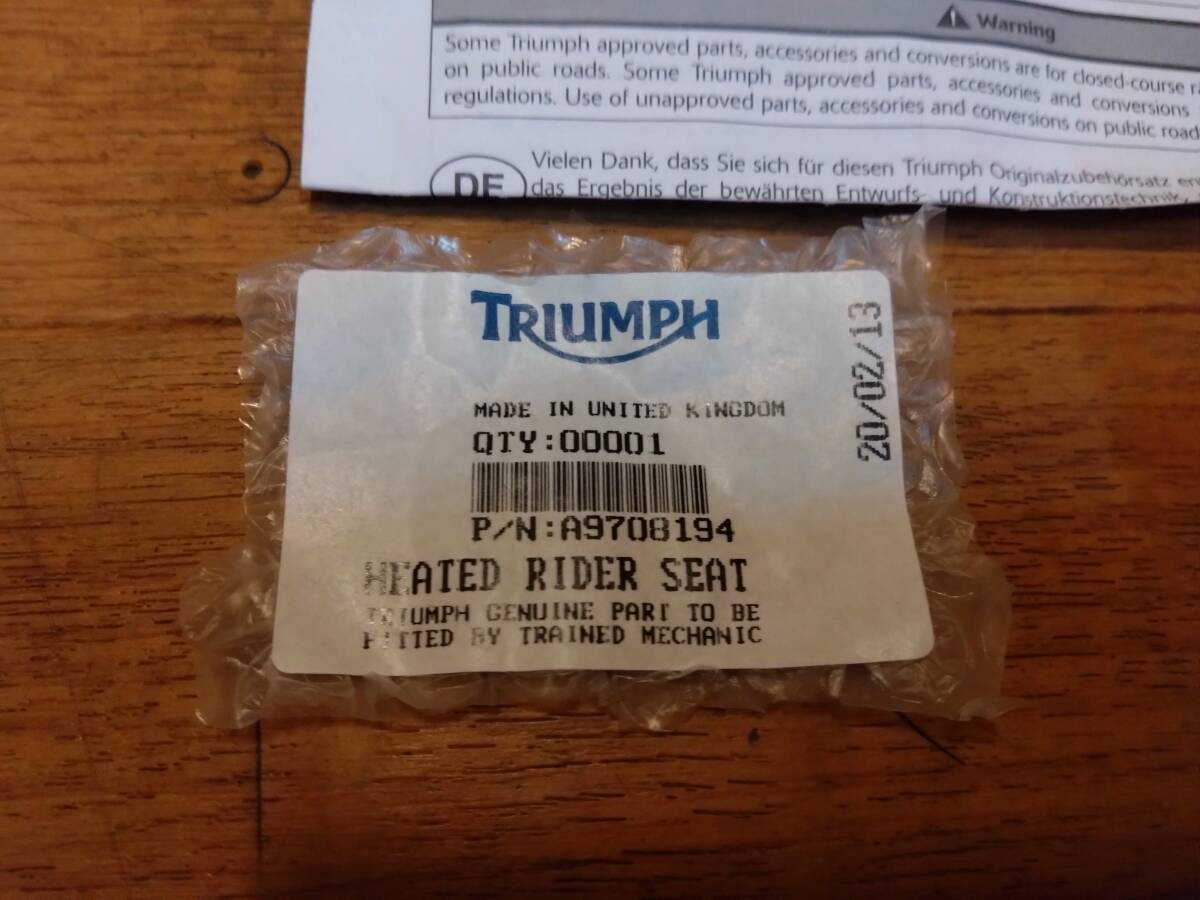 Warning
Some Triumph approved parts, accessories and conversions are for closed-course
on public roads. Some Triumph approved parts, accessories and conversions
regulations. Use of unapproved parts, accessories and conversions on public road
DE
Vielen Dank, dass Sie sich für diesen Triumph Originalzubehörsatz
das Ergebnis der bewährten Entwurfs- und Konstruktionstechnik,
TRIUMPH
20/02/13
MADE IN UNITED KINGDOM
QTY:00001
P/N:A9708194
HEATED RIDER SEAT
TRIUMPH GENUINE PART TO BE
FITTED BY TRAINED MECHANIC